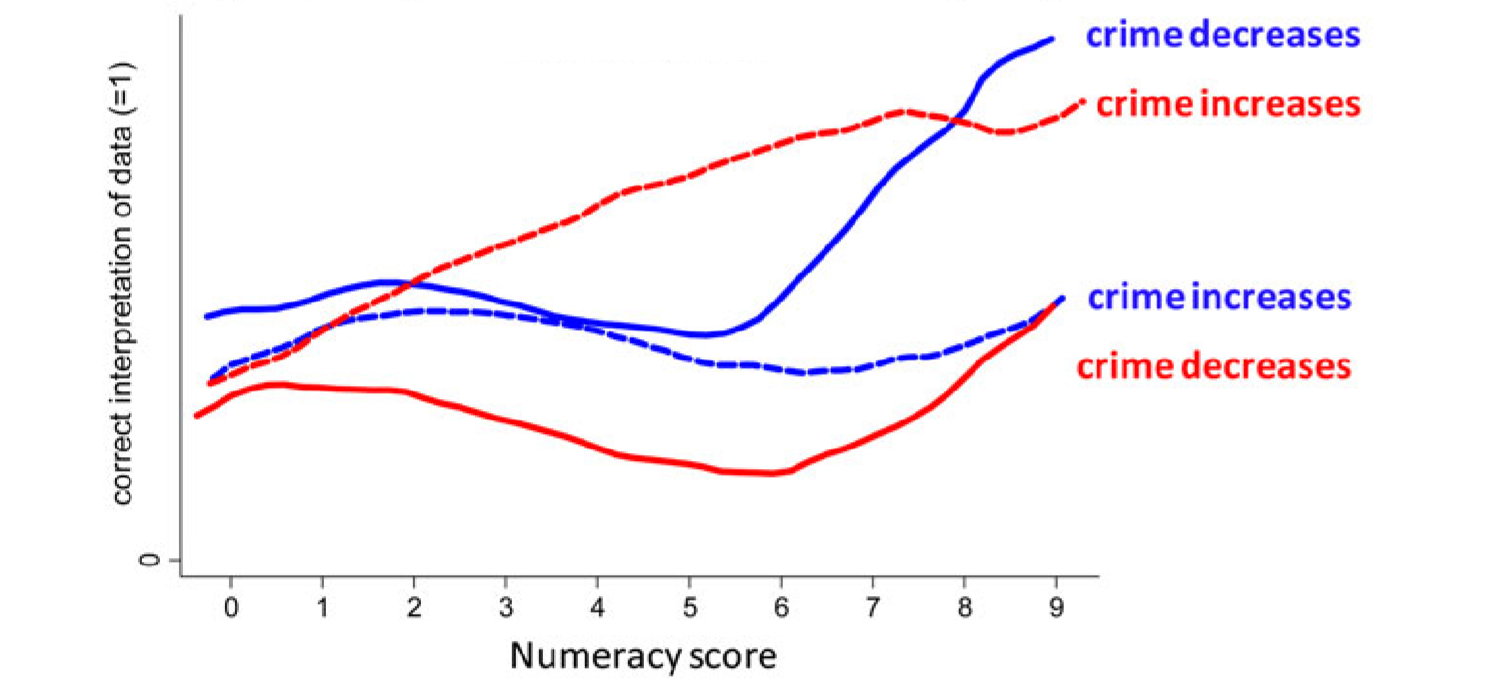 crime decreases
crime increases
crime increases
crime decreases
correct interpretation of data (=1)
0
0 1 2 3 4 5 6 7 8 9
Numeracy score